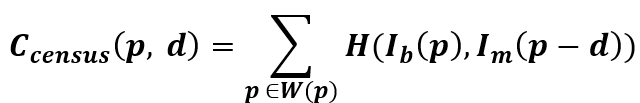 C_census(p, d) = ∑_{p ∈ W(p)} H(I_b(p), I_m(p − d))